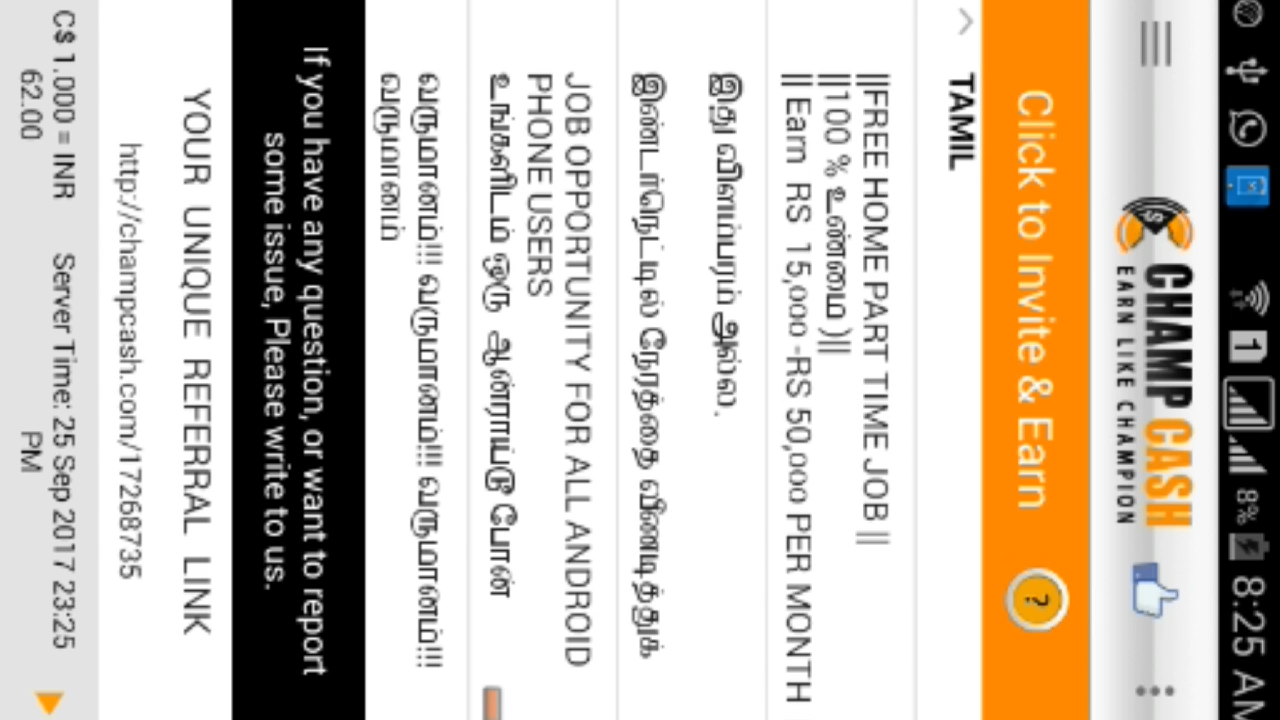 8% 8:25 AM
CHAMP CASH
EARN LIKE CHAMPION
Click to Invite & Earn
TAMIL
||FREE HOME PART TIME JOB ||
||100 % உண்மை )||
|| Earn RS 15,000 -RS 50,000 PER MONTH
இது விளம்பரம் அல்ல.
இண்டர்நெட்டில் நேரத்தை வீணடித்துக்
JOB OPPORTUNITY FOR ALL ANDROID
PHONE USERS
உங்களிடம் ஒரு ஆண்ராய்டு போன்
வருமானம்!!! வருமானம்!!! வருமானம்!!!
வருமானம்
If you have any question, or want to report
some issue, Please write to us.
YOUR UNIQUE REFERRAL LINK
http://champcash.com/17268735
C$ 1,000 = INR Server Time: 25 Sep 2017 23:25
62.00 PM